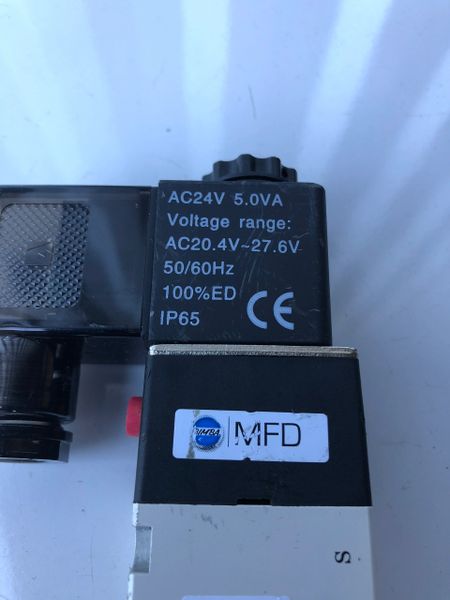 AC24V 5.0VA
Voltage range:
AC20.4V~27.6V
50/60Hz
100%ED
IP65
CE
MFD
S